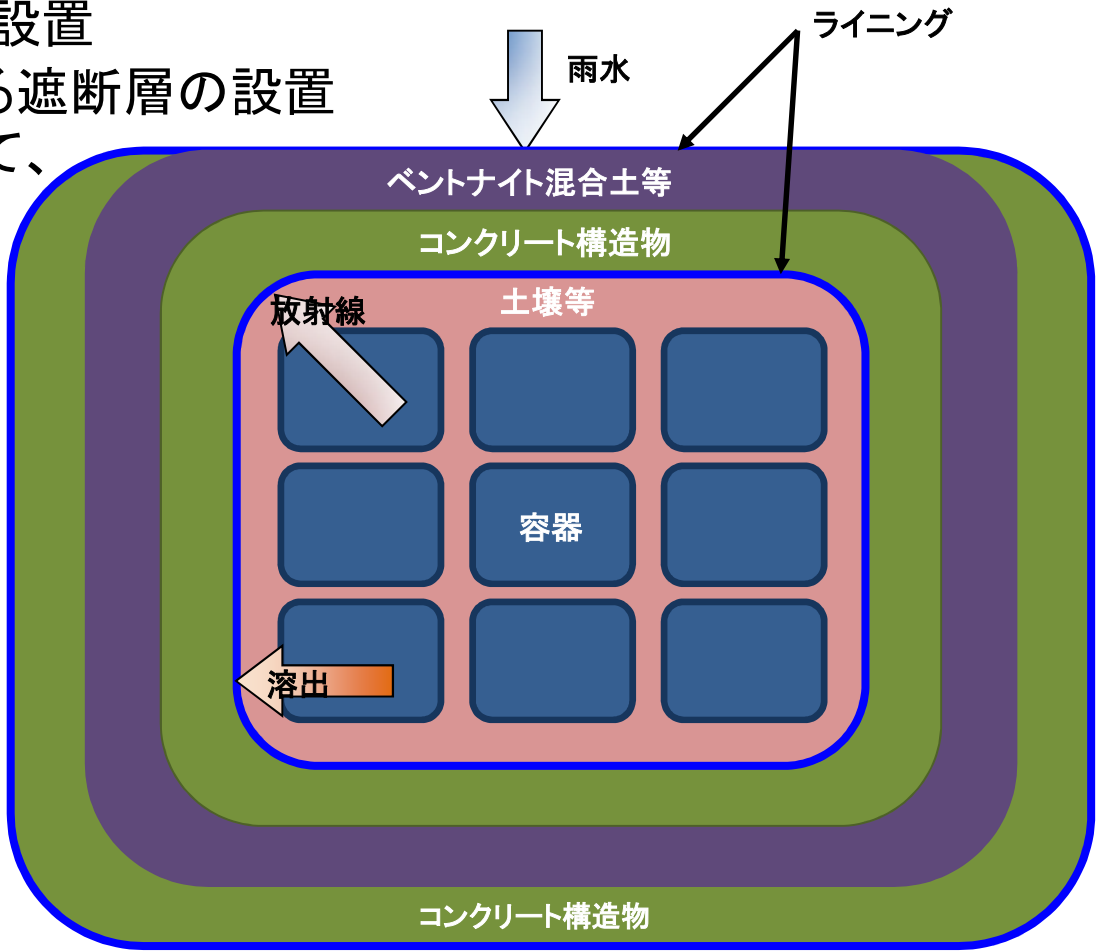 設置
る遮断層の設置
て、
ライニング
雨水
ベントナイト混合土等
コンクリート構造物
土壌等
放射線
容器
溶出
コンクリート構造物